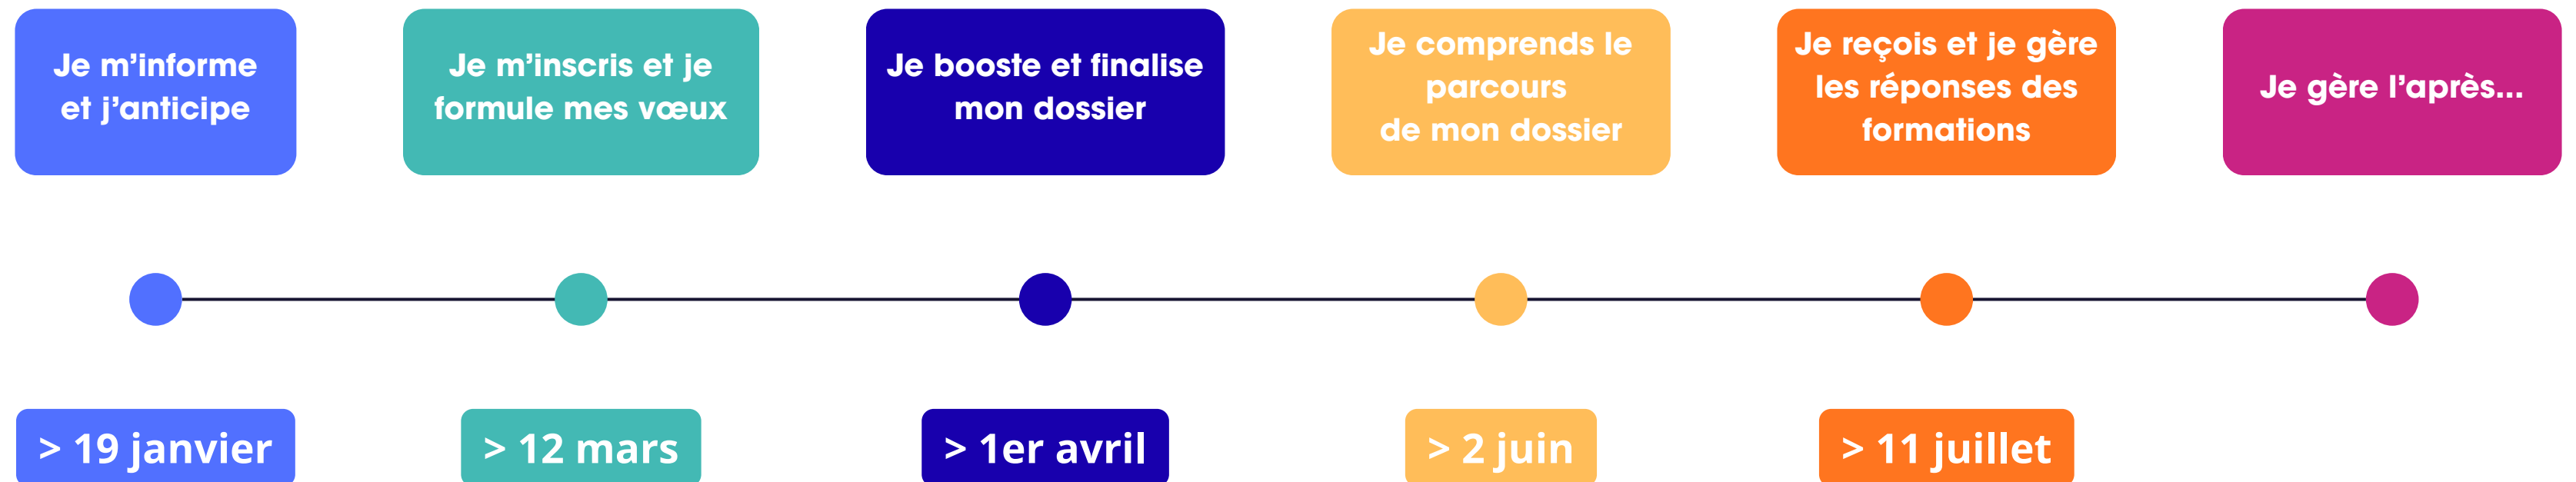 Je m’informe
et j’anticipe
Je m’inscris et je
formule mes vœux
Je booste et finalise
mon dossier
Je comprends le
parcours
de mon dossier
Je reçois et je gère
les réponses des
formations
Je gère l’après...
> 19 janvier
> 12 mars
> 1er avril
> 2 juin
> 11 juillet